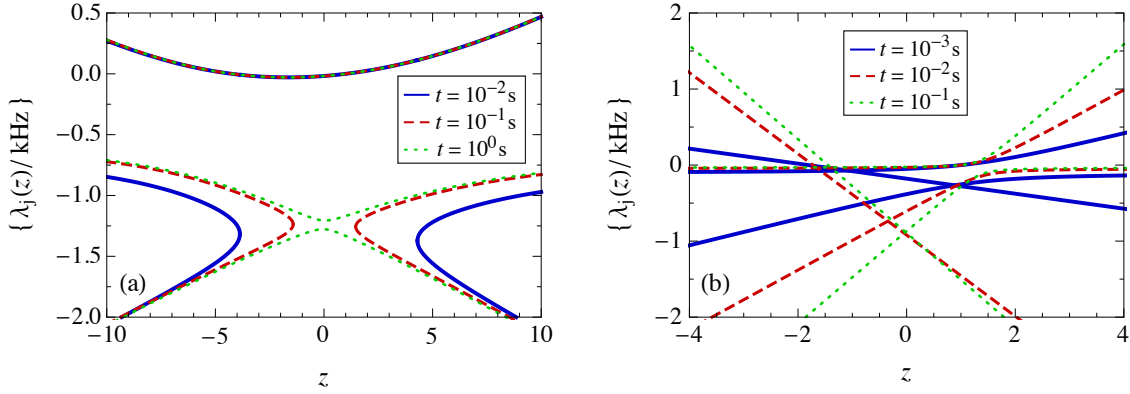 0.5
0.0
−0.5
−1.0
−1.5
−2.0
{ λj(z)/ kHz}
t = 10⁻² s
t = 10⁻¹ s
t = 10⁰ s
(a)
−10 −5 0 5 10
z
2
1
0
−1
−2
{ λj(z)/ kHz}
t = 10⁻³ s
t = 10⁻² s
t = 10⁻¹ s
(b)
−4 −2 0 2 4
z